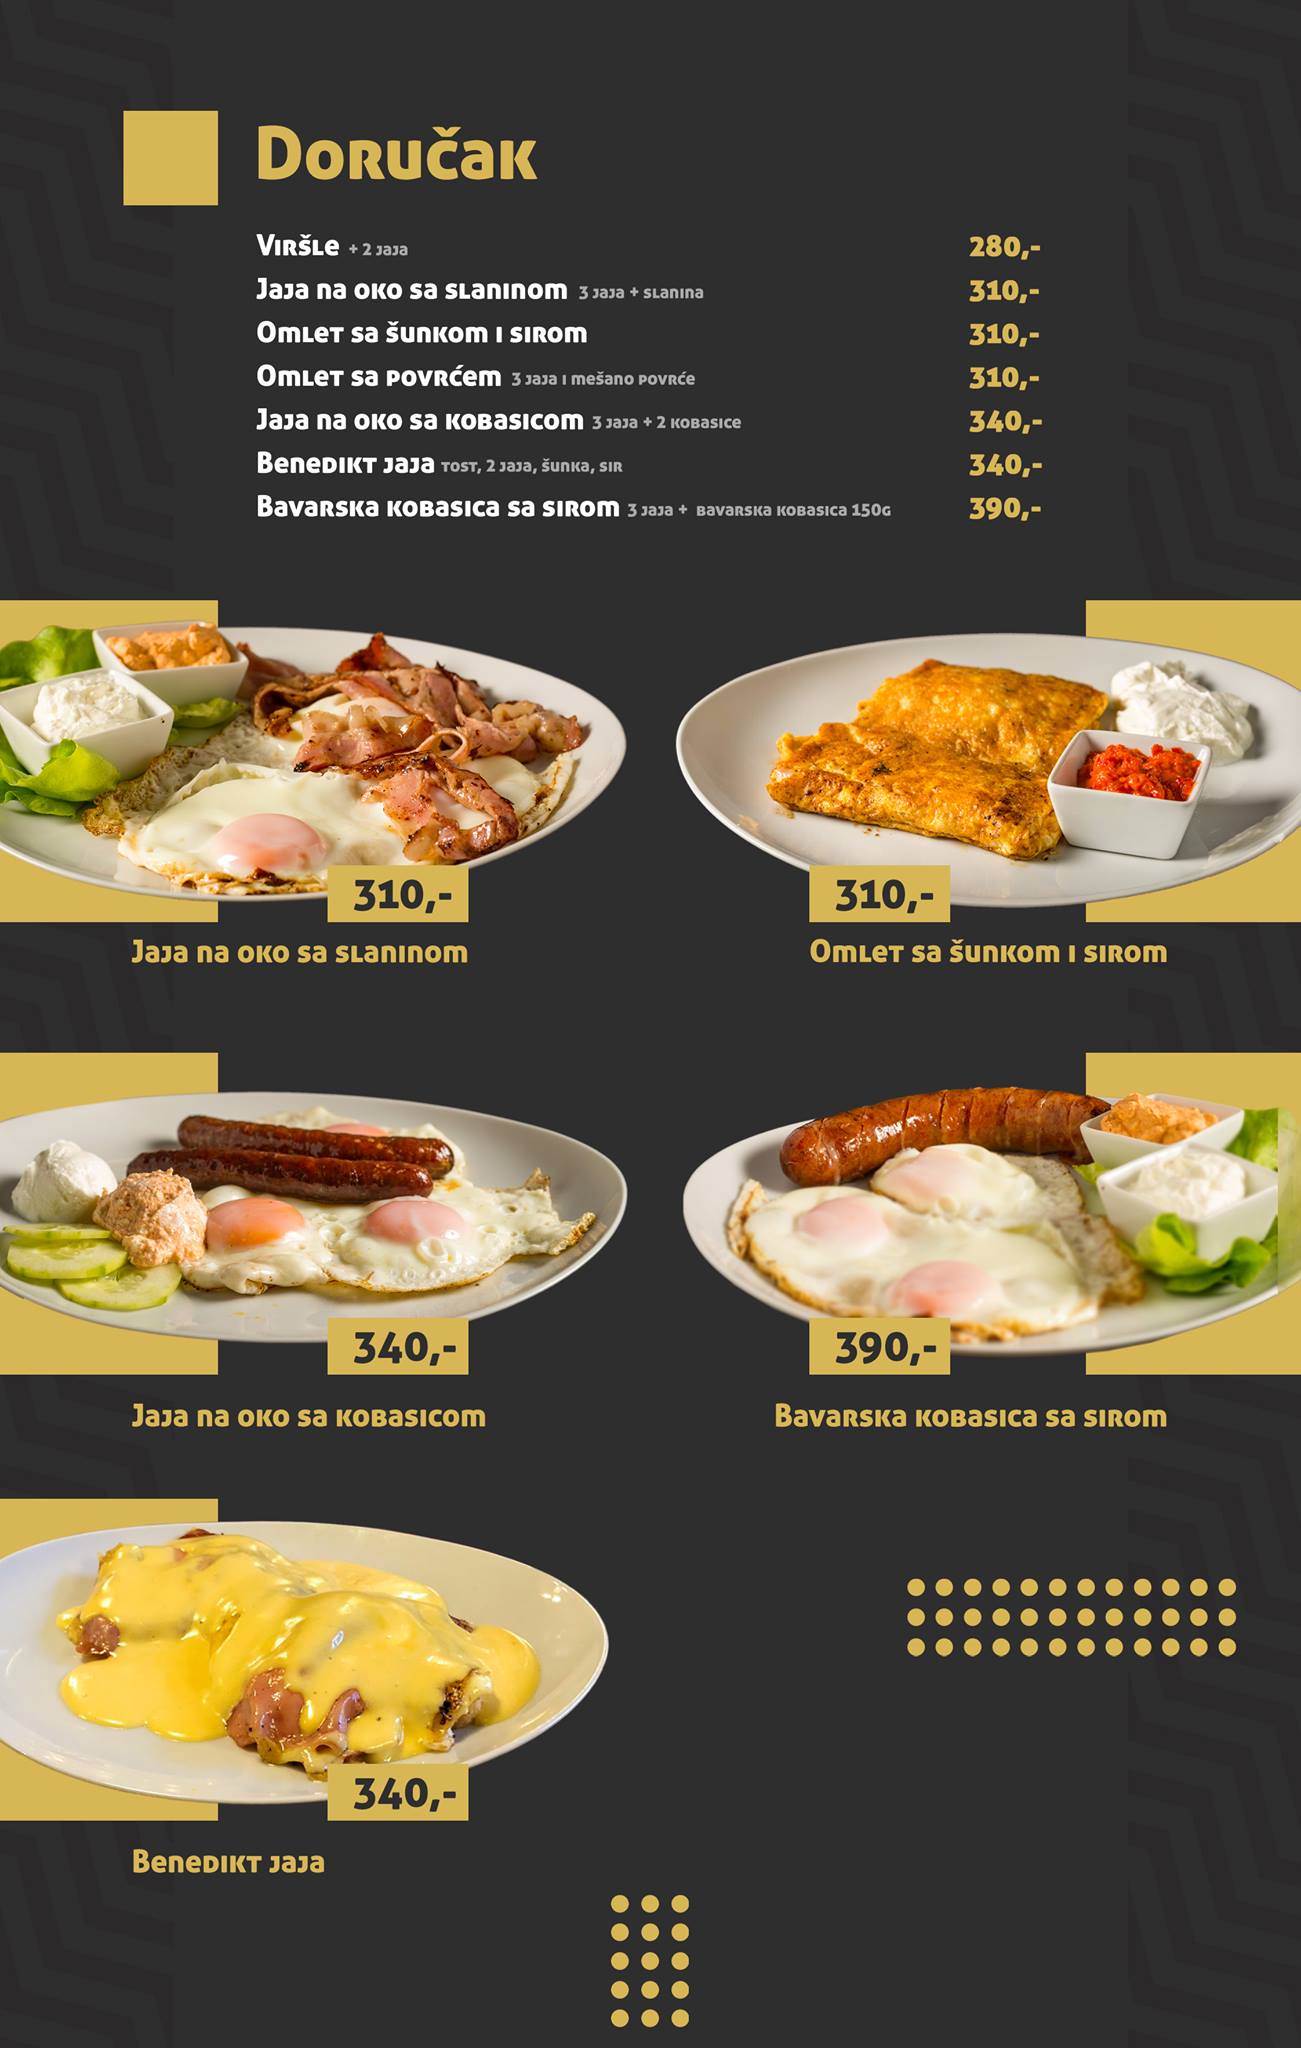 Doručak
Viršle + 2 jaja 280,-
Jaja na oko sa slaninom 3 jaja + slanina 310,-
Omlet sa šunkom i sirom 310,-
Omlet sa povrćem 3 jaja i mešano povrće 310,-
Jaja na oko sa kobasicom 3 jaja + 2 kobasice 340,-
Benedikt jaja tost, 2 jaja, šunka, sir 340,-
Bavarska kobasica sa sirom 3 jaja + bavarska kobasica 150g 390,-
310,-
Jaja na oko sa slaninom
310,-
Omlet sa šunkom i sirom
340,-
Jaja na oko sa kobasicom
390,-
Bavarska kobasica sa sirom
340,-
Benedikt jaja